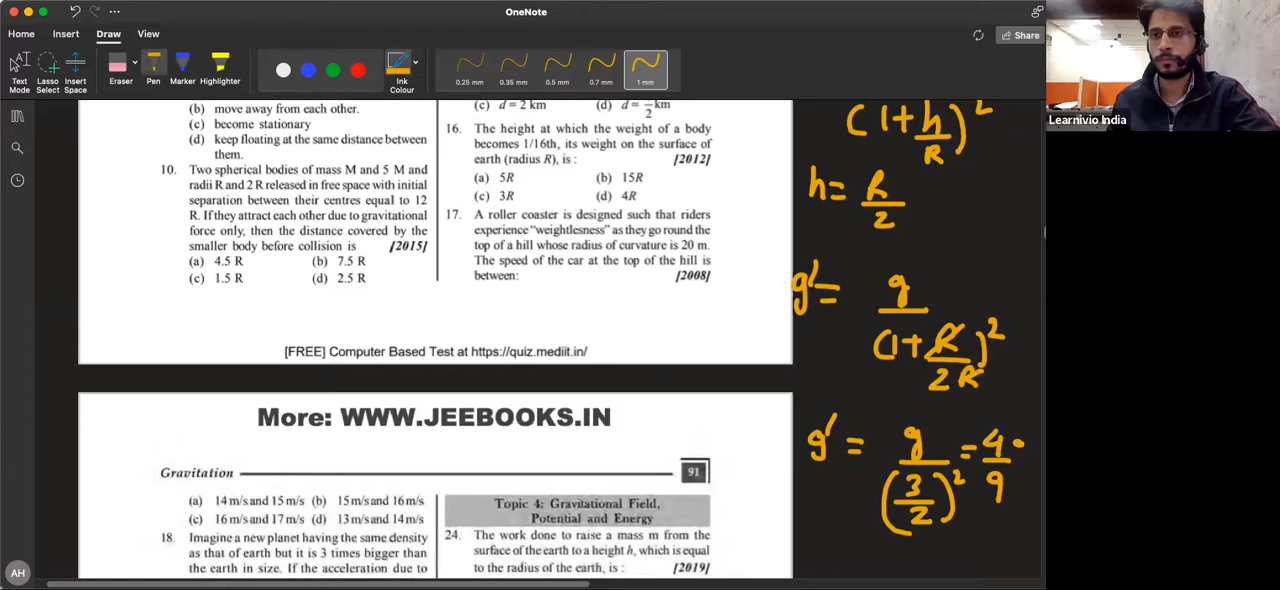 OneNote
Home Insert Draw View
Share
Text Mode
Lasso Select
Insert Space
Eraser
Pen
Marker
Highlighter
Ink Colour
0.25 mm
0.35 mm
0.5 mm
0.7 mm
1 mm
Learnivio India
(b) move away from each other.
(c) become stationary
(d) keep floating at the same distance between them.
10. Two spherical bodies of mass M and 5 M and
radii R and 2 R released in free space with initial
separation between their centres equal to 12
R. If they attract each other due to gravitational
force only, then the distance covered by the
smaller body before collision is [2015]
(a) 4.5 R (b) 7.5 R
(c) 1.5 R (d) 2.5 R
(c) d = 2 km (d) d = 1/2 km
16. The height at which the weight of a body
becomes 1/16th, its weight on the surface of
earth (radius R), is : [2012]
(a) 5R (b) 15R
(c) 3R (d) 4R
17. A roller coaster is designed such that riders
experience “weightlesness” as they go round the
top of a hill whose radius of curvature is 20 m.
The speed of the car at the top of the hill is
between: [2008]
[FREE] Computer Based Test at https://quiz.mediit.in/
More: WWW.JEEBOOKS.IN
Gravitation 91
(a) 14 m/s and 15 m/s (b) 15 m/s and 16 m/s
(c) 16 m/s and 17 m/s (d) 13 m/s and 14 m/s
18. Imagine a new planet having the same density
as that of earth but it is 3 times bigger than
the earth in size. If the acceleration due to
Topic 4: Gravitational Field,
Potential and Energy
24. The work done to raise a mass m from the
surface of the earth to a height h, which is equal
to the radius of the earth, is : [2019]
(1+h/R)²
h= R/2
g'= g/(1+R/2R)²
g' = g/(3/2)² = 4/9
AH